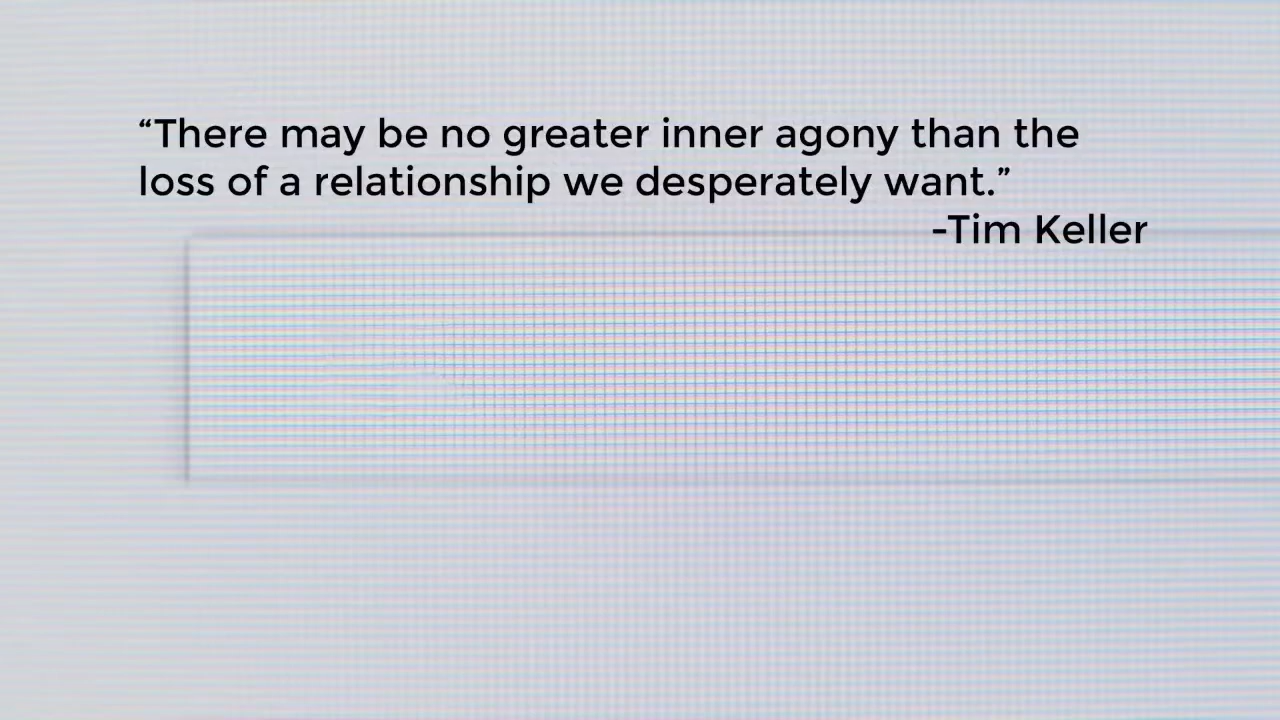 “There may be no greater inner agony than the
loss of a relationship we desperately want.”
-Tim Keller